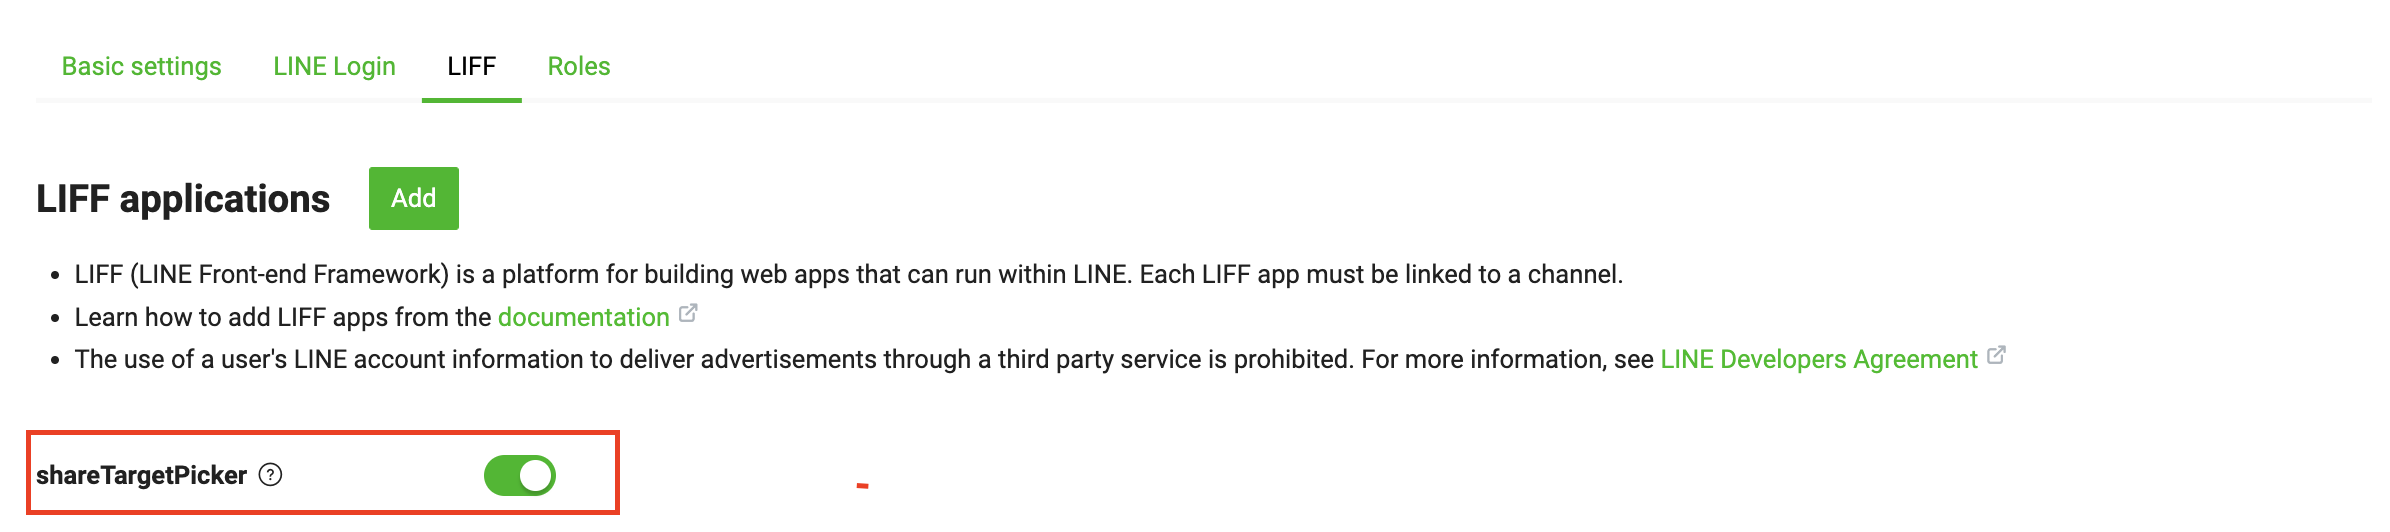 Basic settings LINE Login LIFF Roles
LIFF applications Add
• LIFF (LINE Front-end Framework) is a platform for building web apps that can run within LINE. Each LIFF app must be linked to a channel.
• Learn how to add LIFF apps from the documentation
• The use of a user's LINE account information to deliver advertisements through a third party service is prohibited. For more information, see LINE Developers Agreement
shareTargetPicker ?